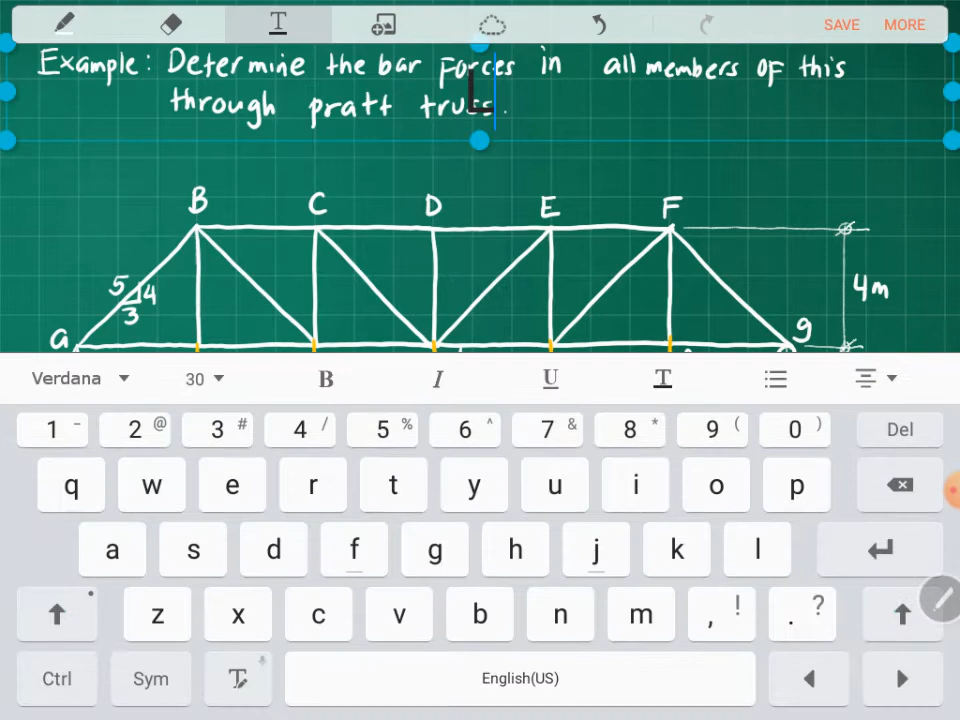 SAVE MORE
Example: Determine the bar forces in all members of this
L
through pratt truss.
B C D E F
5 4
3
4m
a g
Verdana 30 B I U T
1 - 2 @ 3 # 4 / 5 % 6 ^ 7 & 8 * 9 ( 0 ) Del
q w e r t y u i o p
a s d f g h j k l
z x c v b n m , ! . ?
Ctrl Sym T English(US)